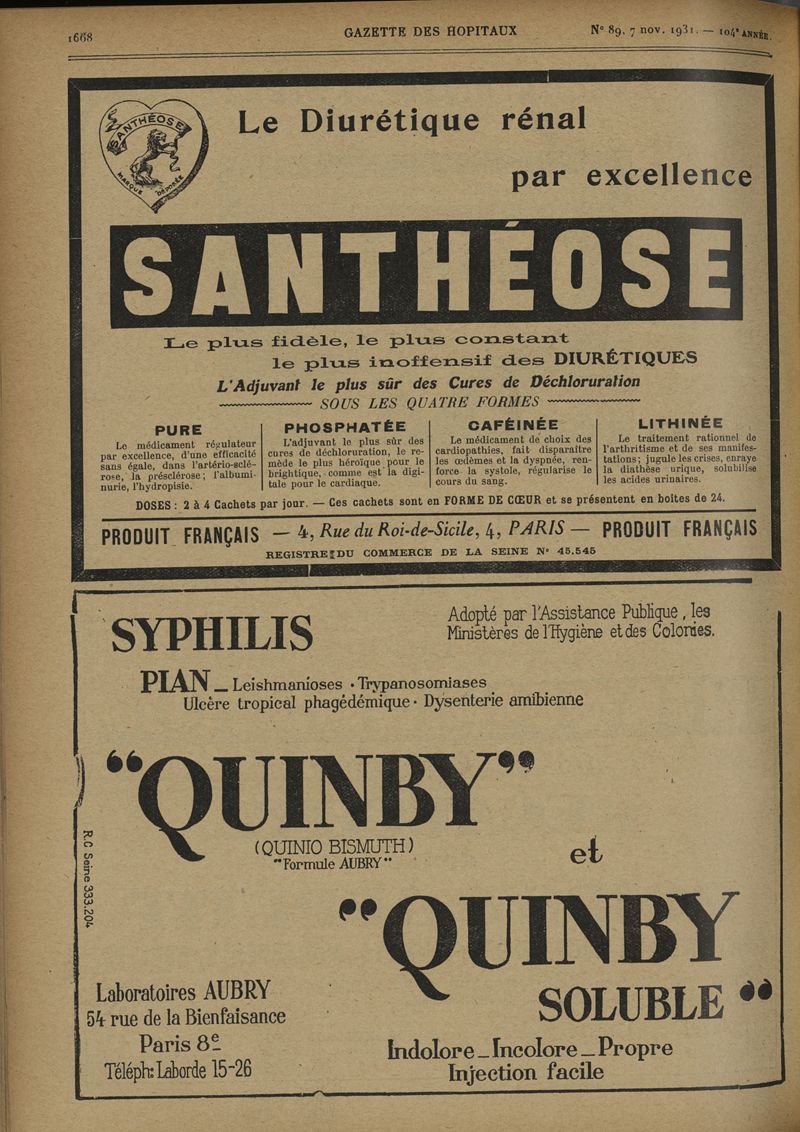 1668
GAZETTE DES HOPITAUX
N° 89. 7 nov. 1931. — 104e ANNÉE.
SANTHÉOSE
MARQUE DÉPOSÉE
Le Diurétique rénal
par excellence
SANTHÉOSE
Le plus fidèle, le plus constant
le plus inoffensif des DIURÉTIQUES
L'Adjuvant le plus sûr des Cures de Déchloruration
SOUS LES QUATRE FORMES
PURE
Le médicament régulateur
par excellence, d'une efficacité
sans égale, dans l'artério-sclé-
rose, la présclérose; l'albumi-
nurie, l'hydropisie.
PHOSPHATÉE
L'adjuvant le plus sûr des
cures de déchloruration, le re-
mède le plus héroïque pour le
brightique, comme est la digi-
tale pour le cardiaque.
CAFÉINÉE
Le médicament de choix des
cardiopathies, fait disparaître
les œdèmes et la dyspnée, ren-
force la systole, régularise le
cours du sang.
LITHINÉE
Le traitement rationnel de
l'arthritisme et de ses manifes-
tations; jugule les crises, enraye
la diathèse urique, solubilise
les acides urinaires.
DOSES: 2 à 4 Cachets par jour. — Ces cachets sont en FORME DE CŒUR et se présentent en boîtes de 24.
PRODUIT FRANÇAIS — 4, Rue du Roi-de-Sicile, 4, PARIS — PRODUIT FRANÇAIS
REGISTRE DU COMMERCE DE LA SEINE N° 45.545
SYPHILIS
Adopté par l'Assistance Publique, les
Ministères de l'Hygiène et des Colonies.
PIAN _ Leishmanioses · Trypanosomiases
Ulcère tropical phagédémique · Dysenterie amibienne
"QUINBY"
(QUINIO BISMUTH)
"Formule AUBRY"
et
"QUINBY
SOLUBLE"
R.C Seine 333.204
Laboratoires AUBRY
54 rue de la Bienfaisance
Paris 8e
Téléph: Laborde 15-26
Indolore _ Incolore _ Propre
Injection facile